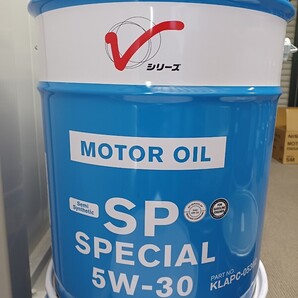 V
シリーズ
MOTOR OIL
Semi
Synthetic
SP
SPECIAL
5W-30
PART NO.